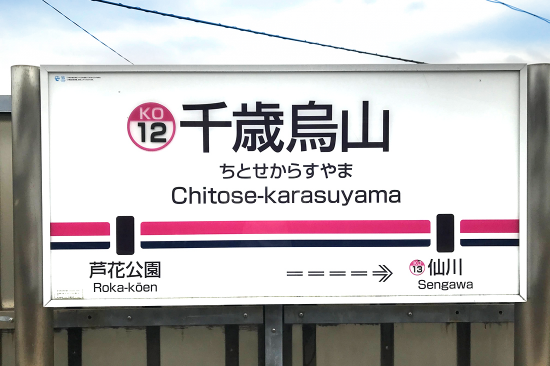 KO
12
千歳烏山
ちとせからすやま
Chitose-karasuyama
芦花公園
Roka-kōen
KO
13
仙川
Sengawa